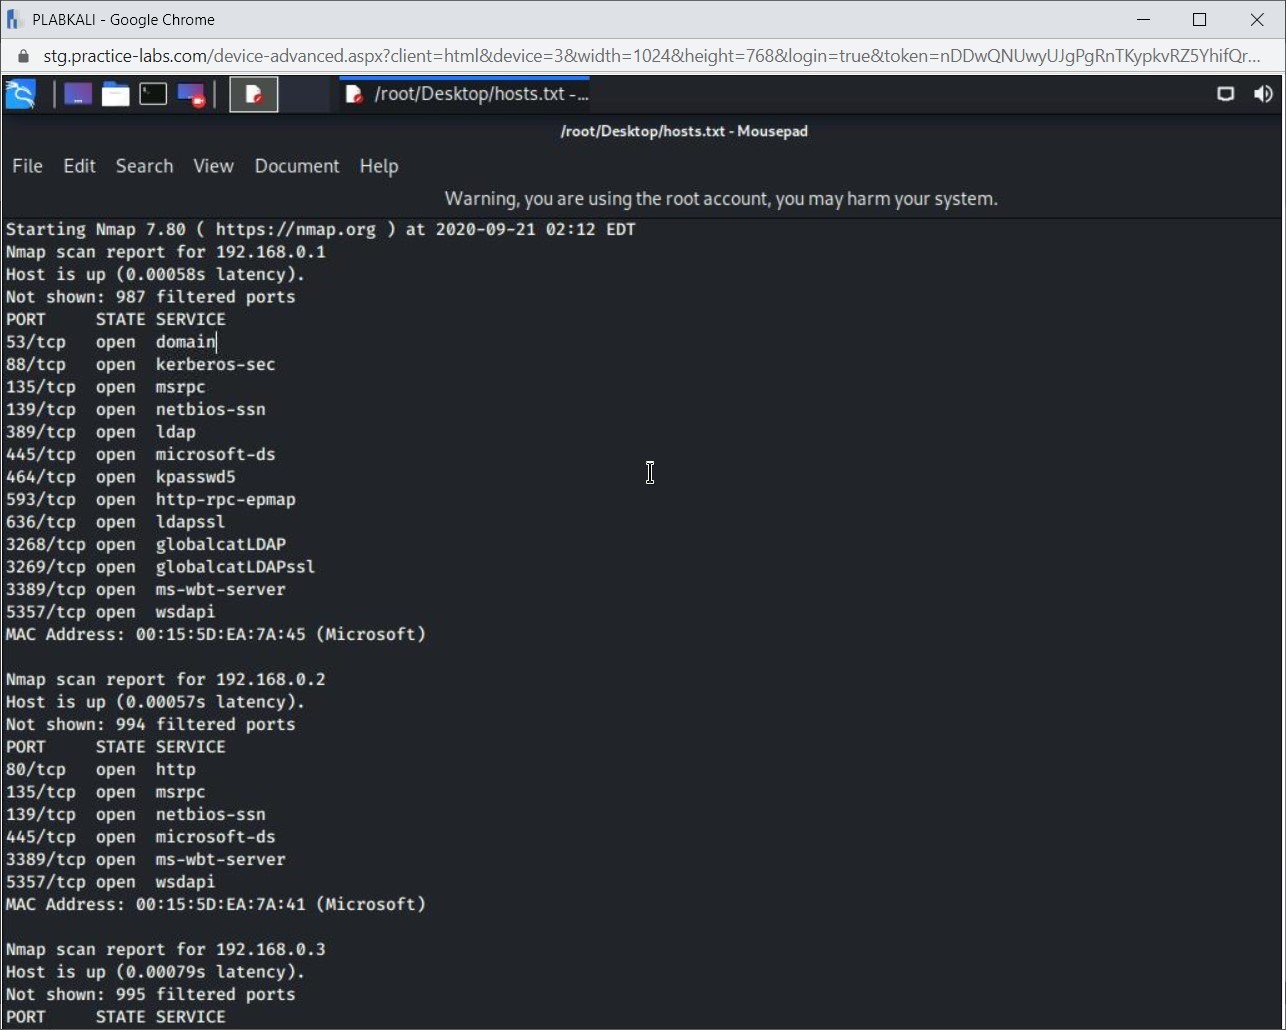 PLABKALI - Google Chrome
stg.practice-labs.com/device-advanced.aspx?client=html&device=3&width=1024&height=768&login=true&token=nDDwQNUwyUJgPgRnTKypkvRZ5YhifQr...
/root/Desktop/hosts.txt -...
/root/Desktop/hosts.txt - Mousepad
File Edit Search View Document Help
Warning, you are using the root account, you may harm your system.
Starting Nmap 7.80 ( https://nmap.org ) at 2020-09-21 02:12 EDT
Nmap scan report for 192.168.0.1
Host is up (0.00058s latency).
Not shown: 987 filtered ports
PORT     STATE SERVICE
53/tcp   open  domain
88/tcp   open  kerberos-sec
135/tcp  open  msrpc
139/tcp  open  netbios-ssn
389/tcp  open  ldap
445/tcp  open  microsoft-ds
464/tcp  open  kpasswd5
593/tcp  open  http-rpc-epmap
636/tcp  open  ldapssl
3268/tcp open  globalcatLDAP
3269/tcp open  globalcatLDAPssl
3389/tcp open  ms-wbt-server
5357/tcp open  wsdapi
MAC Address: 00:15:5D:EA:7A:45 (Microsoft)

Nmap scan report for 192.168.0.2
Host is up (0.00057s latency).
Not shown: 994 filtered ports
PORT     STATE SERVICE
80/tcp   open  http
135/tcp  open  msrpc
139/tcp  open  netbios-ssn
445/tcp  open  microsoft-ds
3389/tcp open  ms-wbt-server
5357/tcp open  wsdapi
MAC Address: 00:15:5D:EA:7A:41 (Microsoft)

Nmap scan report for 192.168.0.3
Host is up (0.00079s latency).
Not shown: 995 filtered ports
PORT     STATE SERVICE